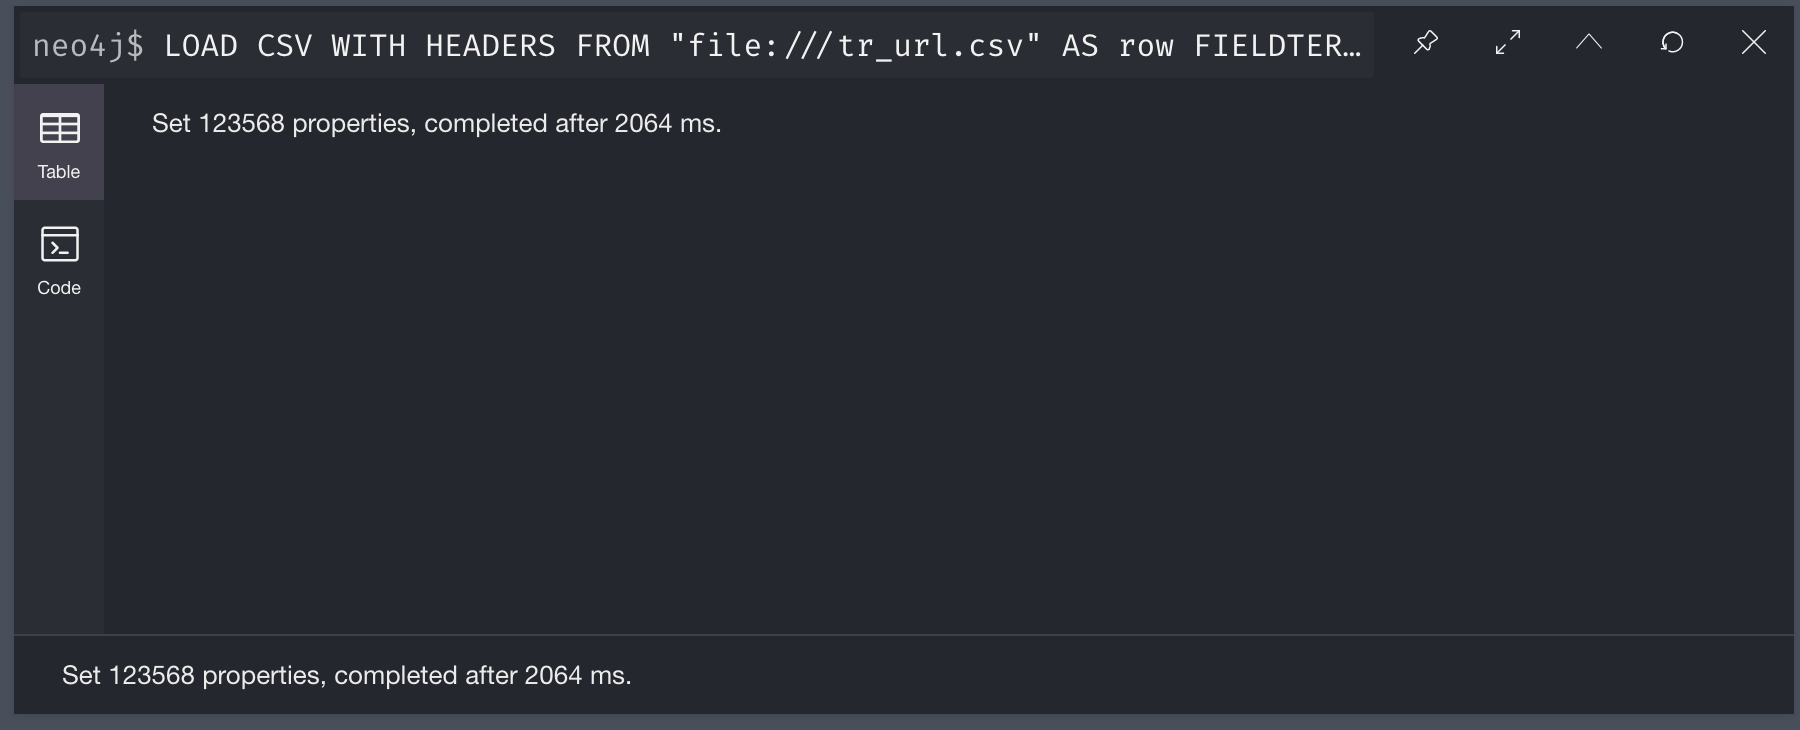 neo4j$ LOAD CSV WITH HEADERS FROM "file:///tr_url.csv" AS row FIELDTER…
Set 123568 properties, completed after 2064 ms.
Table
Code
Set 123568 properties, completed after 2064 ms.